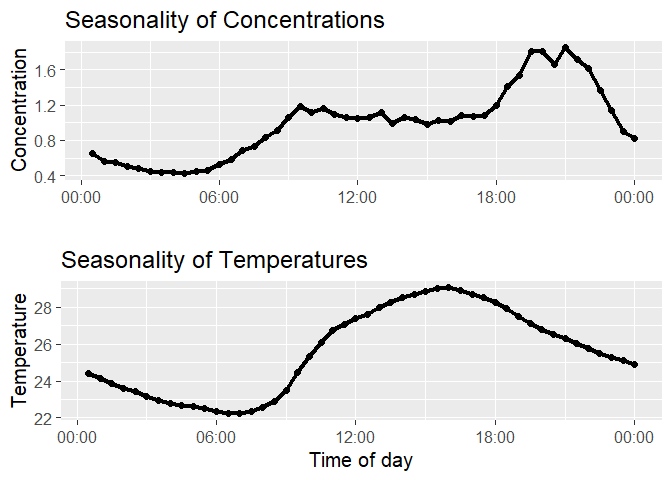 Seasonality of Concentrations
Concentration
1.6
1.2
0.8
0.4
00:00 06:00 12:00 18:00 00:00
Seasonality of Temperatures
Temperature
28
26
24
22
00:00 06:00 12:00 18:00 00:00
Time of day